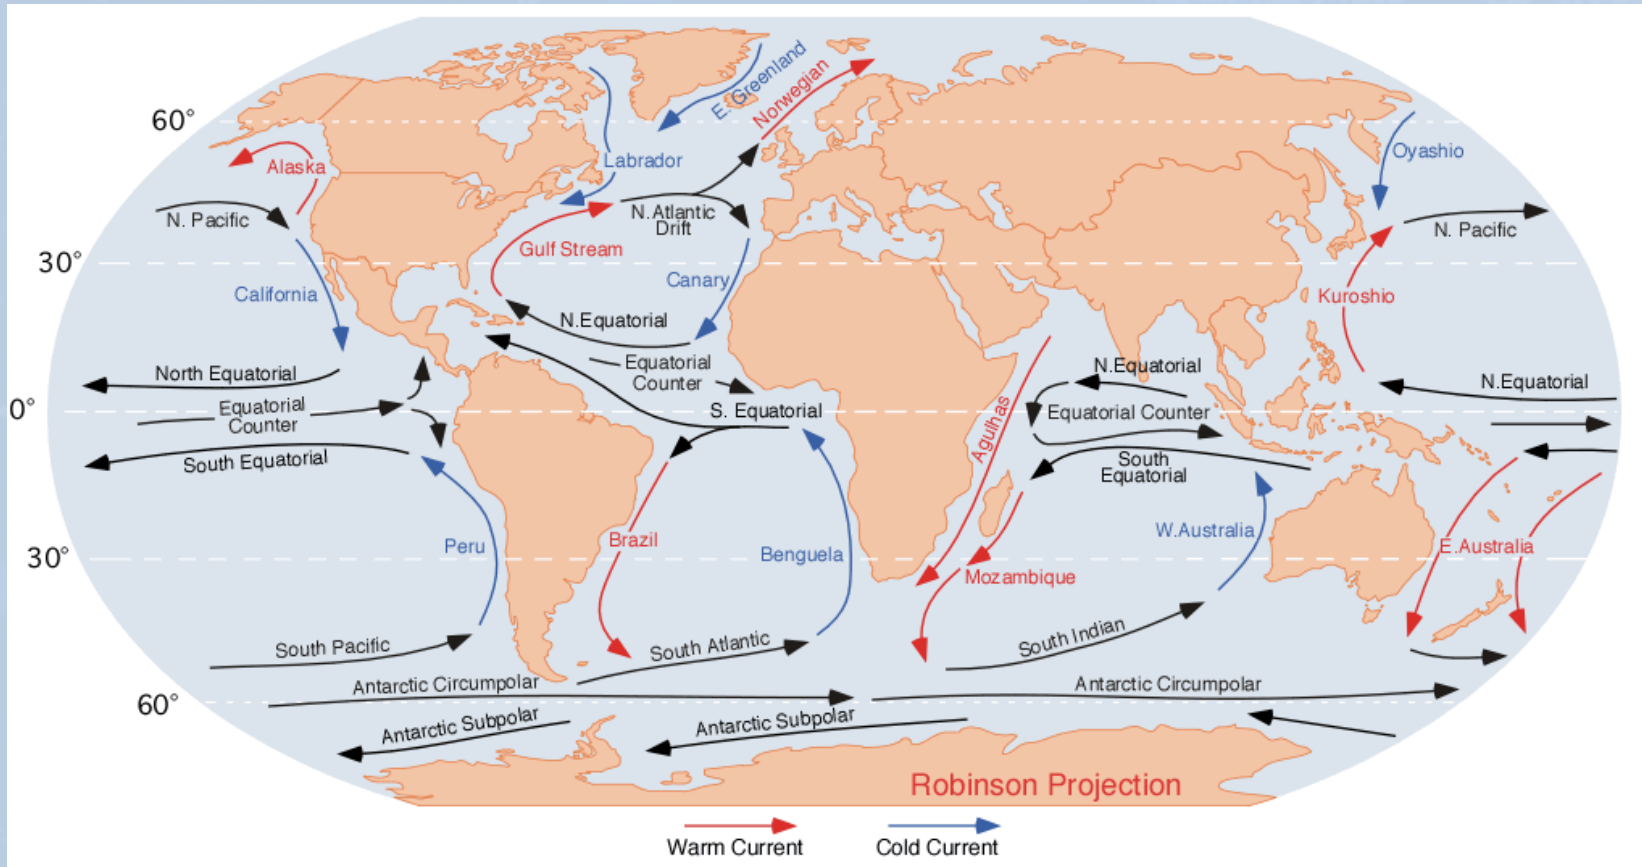 60°
30°
0°
30°
60°
E. Greenland
Norwegian
Labrador
Alaska
Oyashio
N. Pacific
N. Atlantic
Drift
N. Pacific
Gulf Stream
Canary
California
Kuroshio
N.Equatorial
North Equatorial
Equatorial
Counter
N.Equatorial
N.Equatorial
Equatorial
Counter
S. Equatorial
Equatorial Counter
Agulhas
South Equatorial
South
Equatorial
Peru
Brazil
Benguela
W.Australia
E.Australia
Mozambique
South Pacific
South Atlantic
South Indian
Antarctic Circumpolar
Antarctic Circumpolar
Antarctic Subpolar
Antarctic Subpolar
Robinson Projection
Warm Current
Cold Current